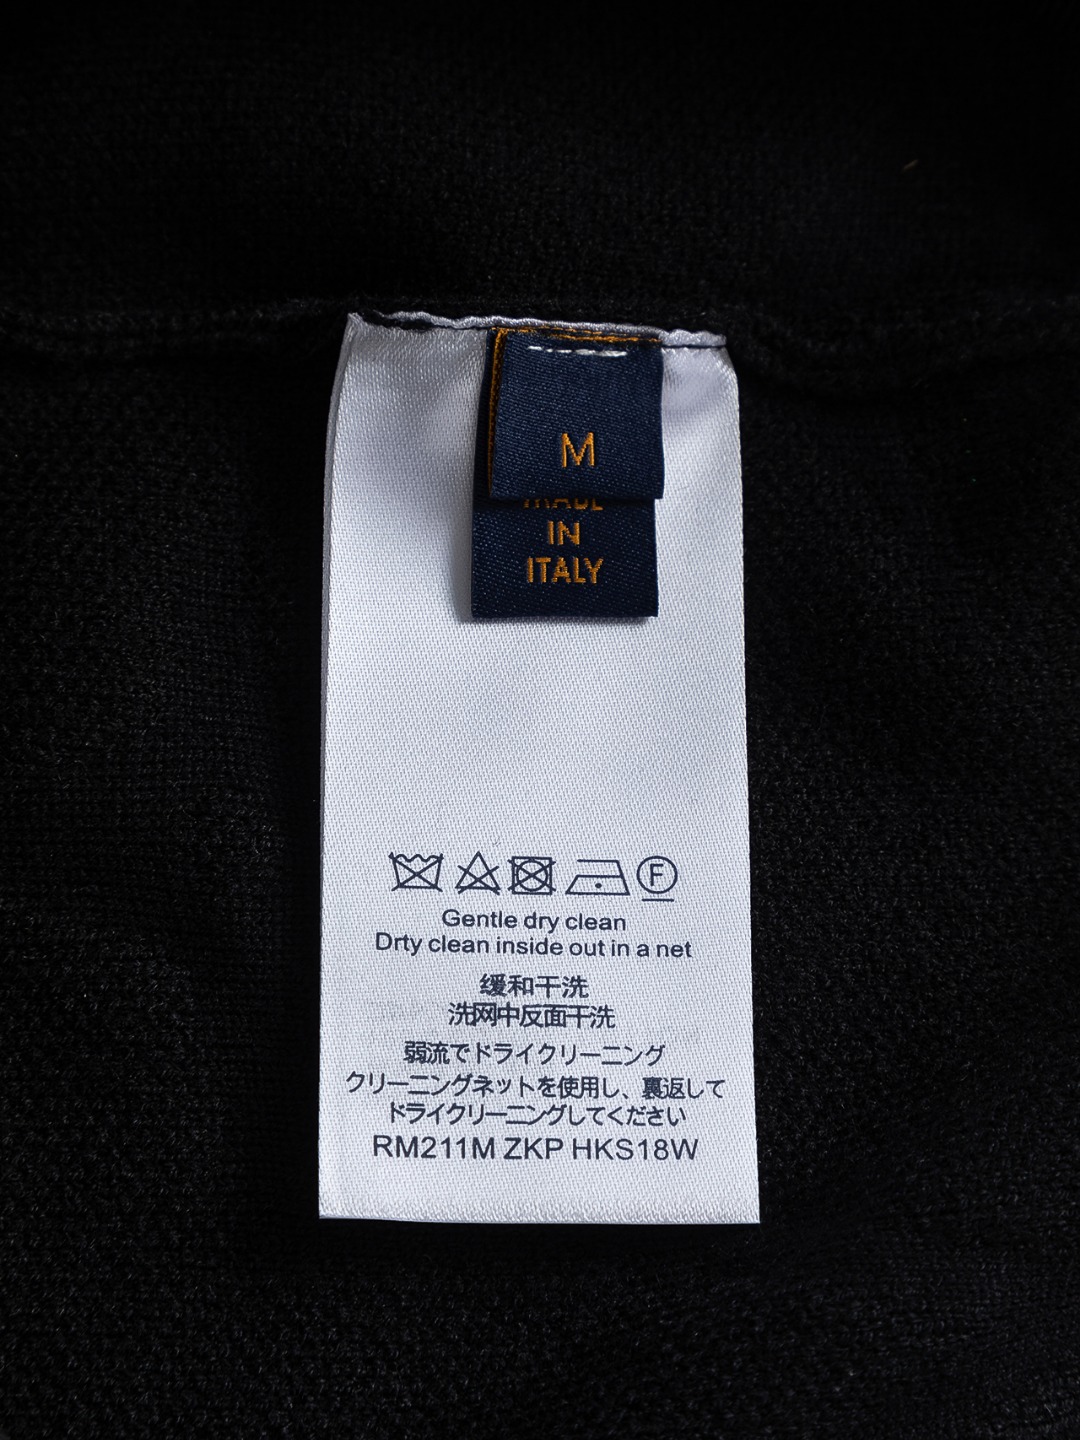 M
MADE
IN
ITALY
F
Gentle dry clean
Drty clean inside out in a net
缓和干洗
洗网中反面干洗
弱流でドライクリーニング
クリーニングネットを使用し、裏返して
ドライクリーニングしてください
RM211M ZKP HKS18W